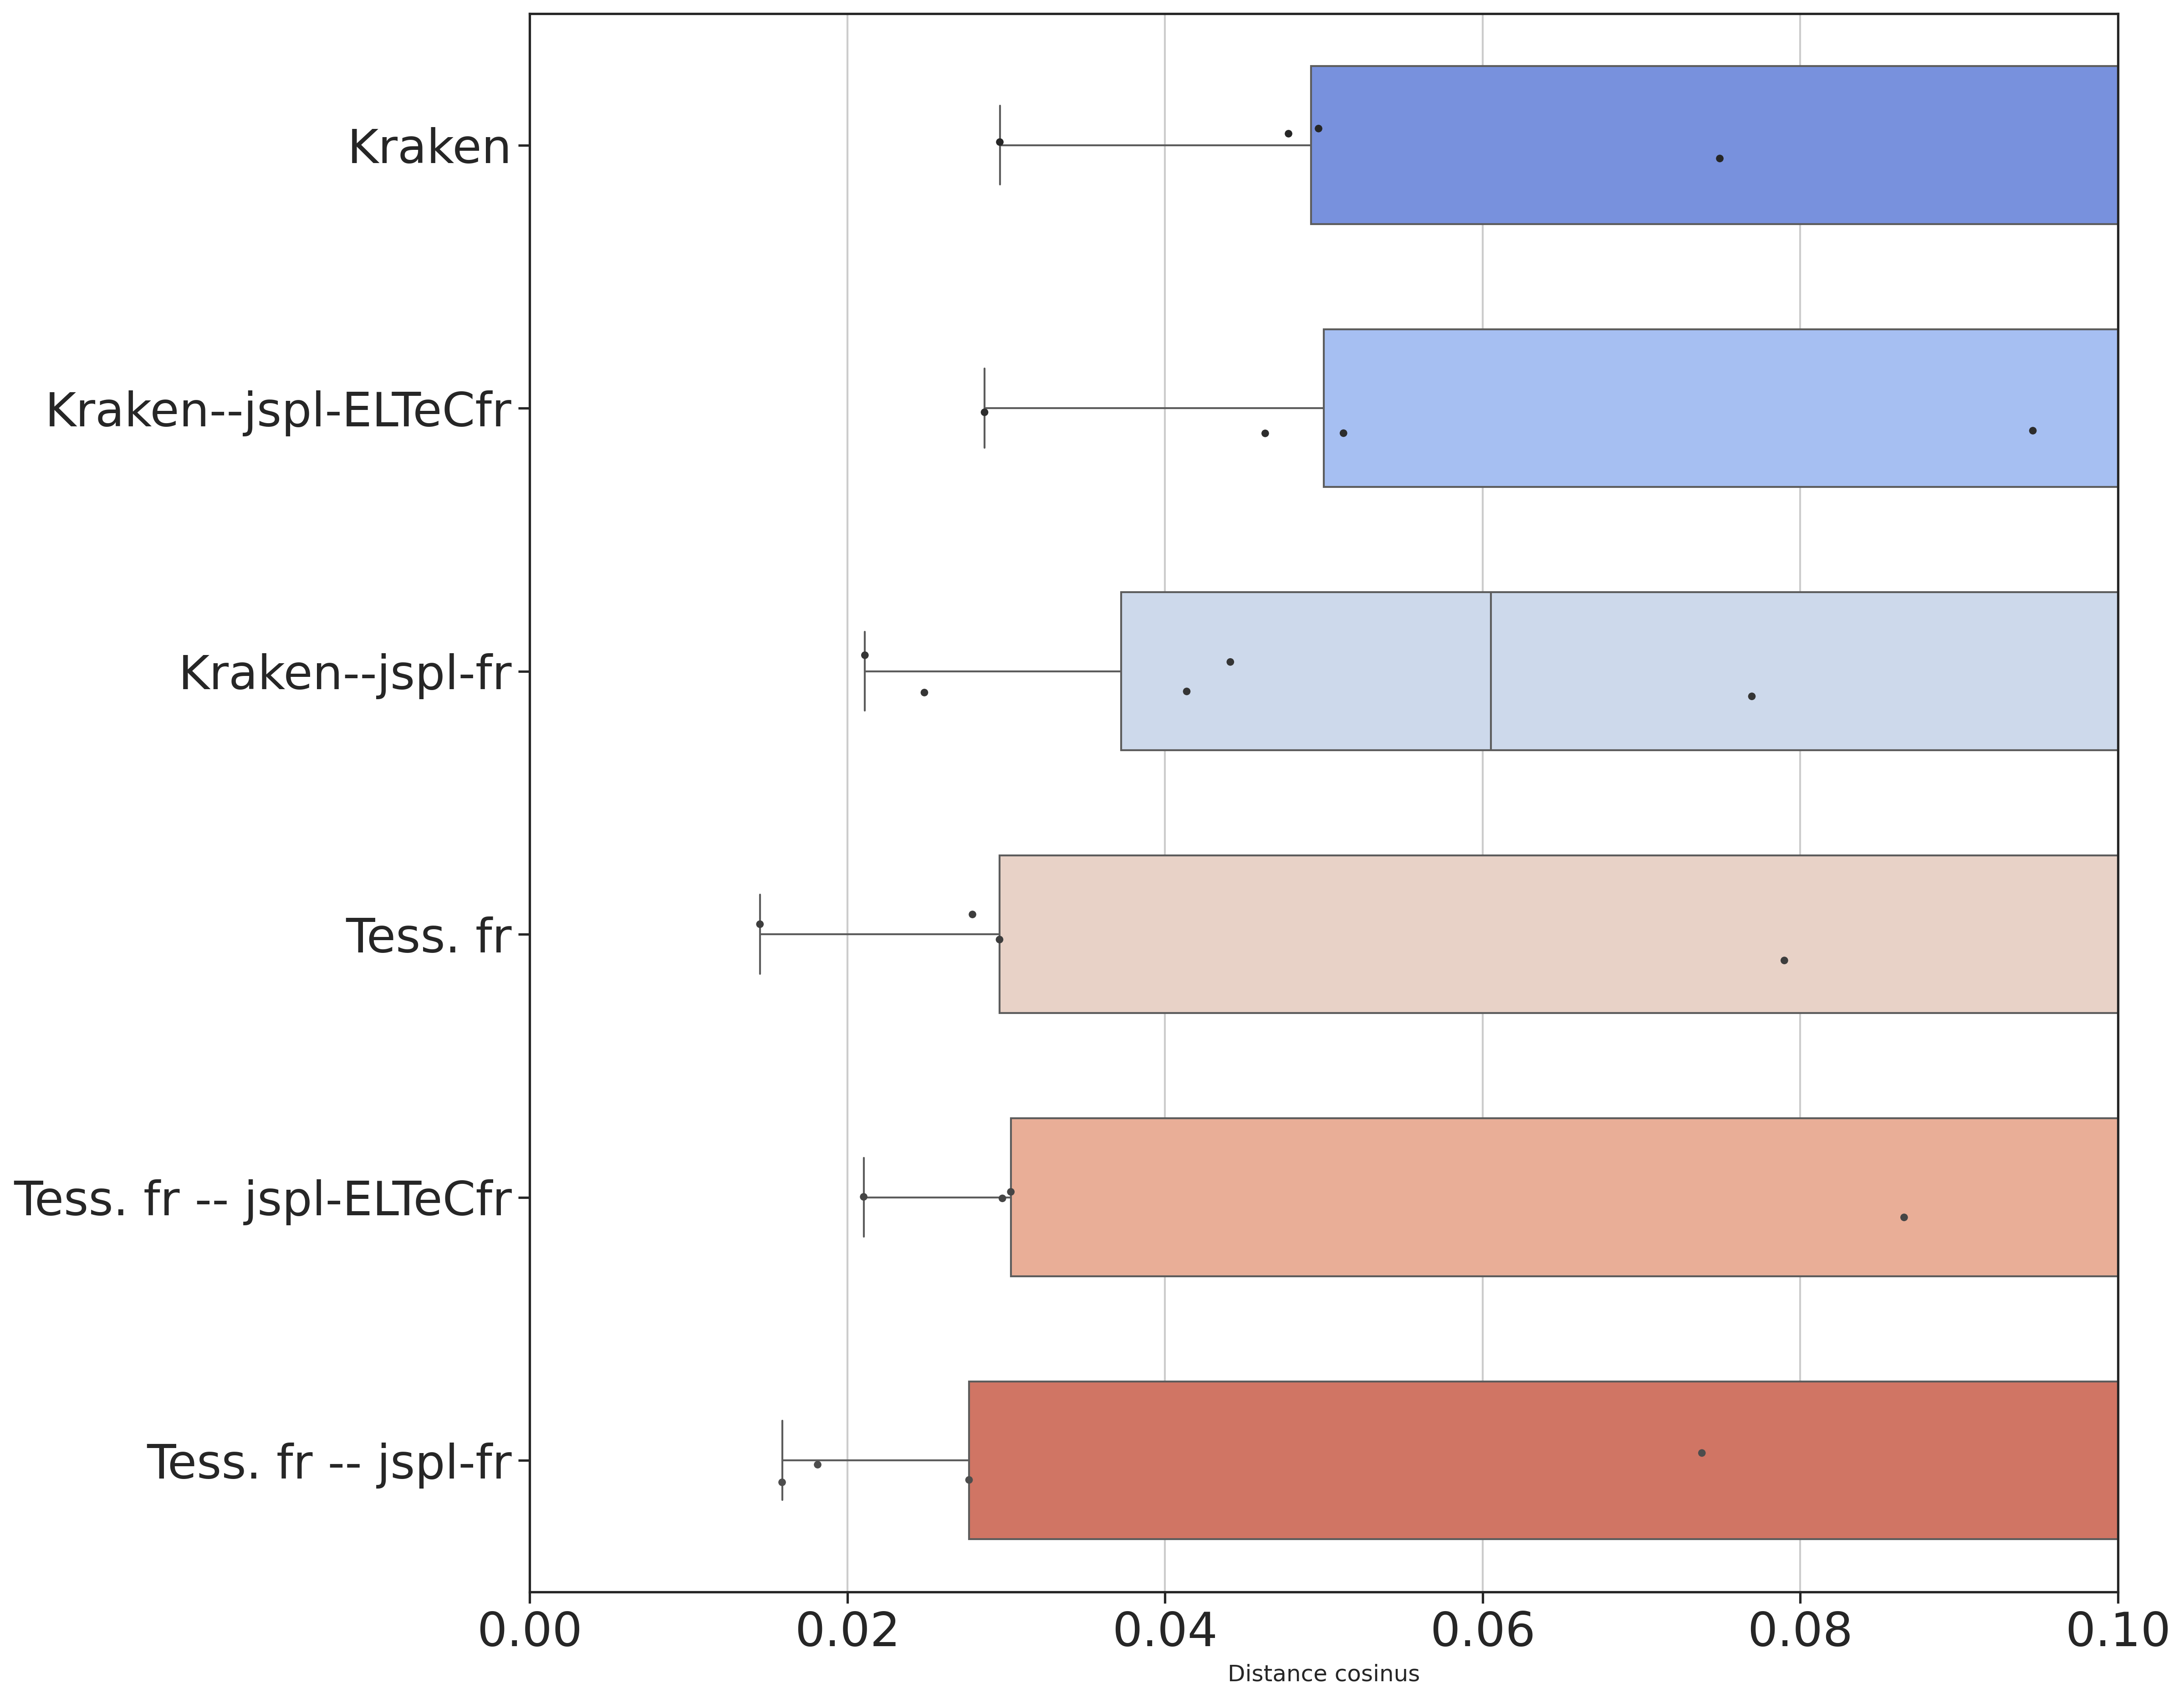 Kraken
Kraken--jspl-ELTeCfr
Kraken--jspl-fr
Tess. fr
Tess. fr -- jspl-ELTeCfr
Tess. fr -- jspl-fr
0.00 0.02 0.04 0.06 0.08 0.10
Distance cosinus